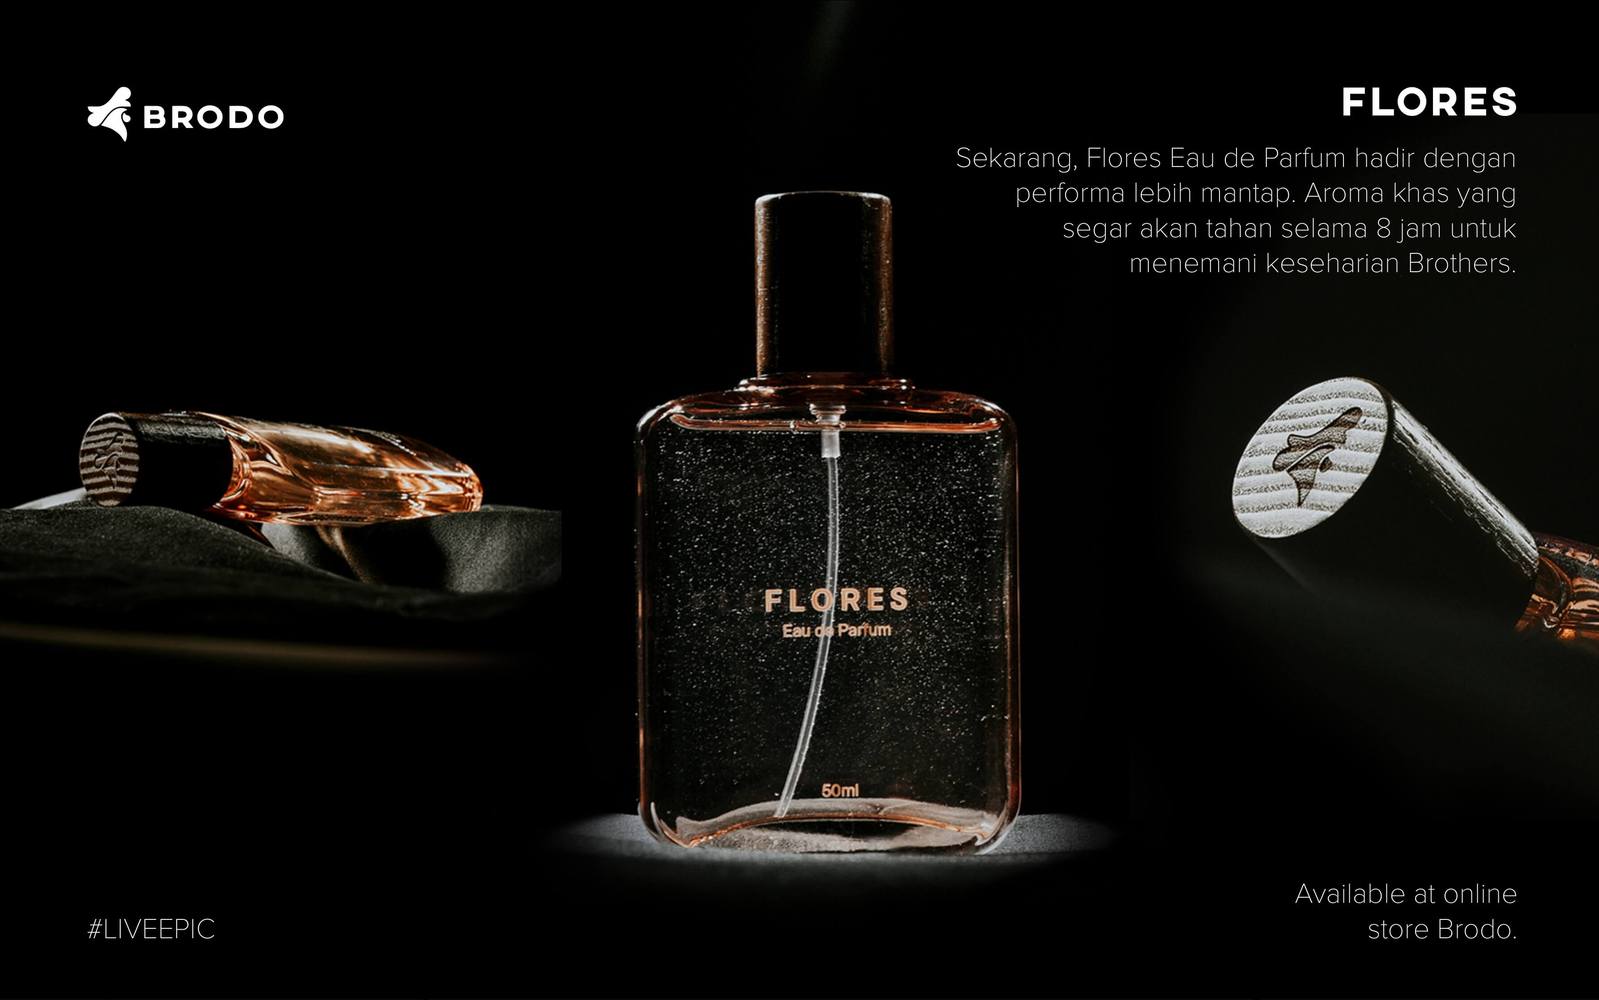 BRODO
FLORES
Sekarang, Flores Eau de Parfum hadir dengan
performa lebih mantap. Aroma khas yang
segar akan tahan selama 8 jam untuk
menemani keseharian Brothers.
FLORES
Eau de Parfum
50ml
#LIVEEPIC
Available at online
store Brodo.